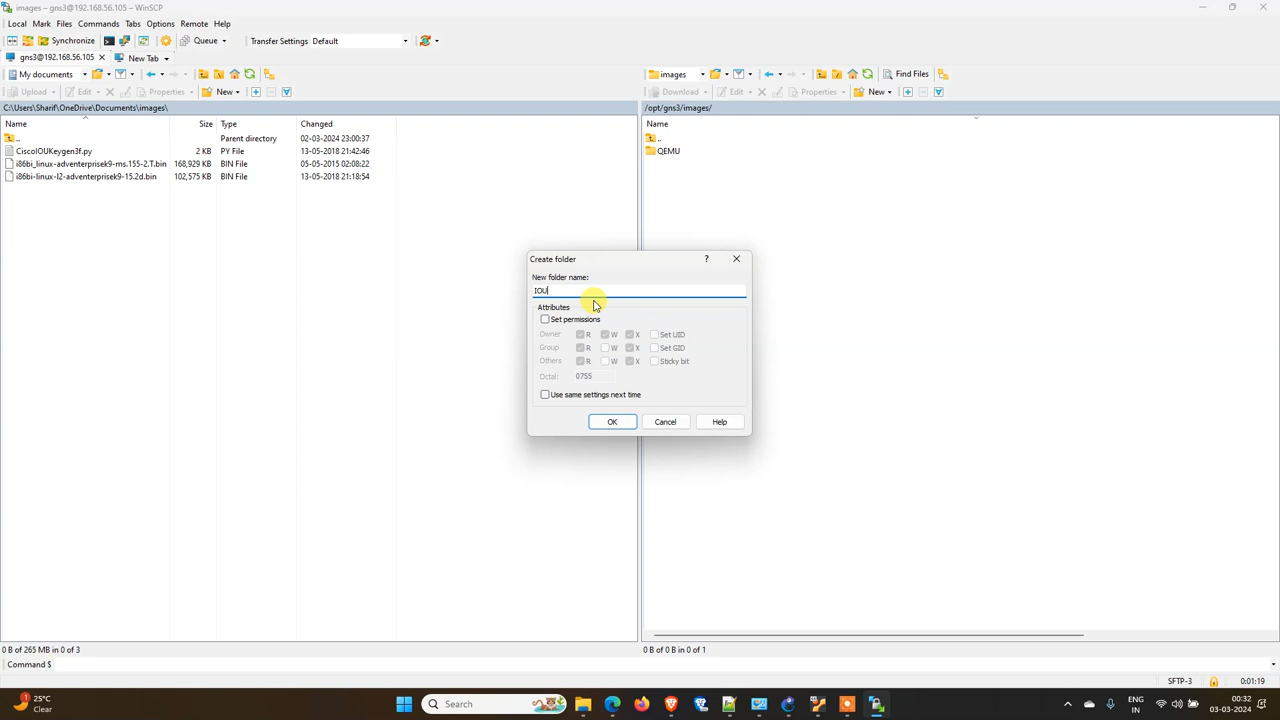 images – gns3@192.168.56.105 – WinSCP
Local Mark Files Commands Tabs Options Remote Help
Synchronize Queue Transfer Settings Default
gns3@192.168.56.105 New Tab
My documents
images Find Files
Upload Edit Properties New
Download Edit Properties New
C:\Users\Sharif\OneDrive\Documents\images\
/opt/gns3/images/
Name Size Type Changed
Name
.. Parent directory 02-03-2024 23:00:37
CiscoIOUKeygen3f.py 2 KB PY File 13-05-2018 21:42:46
i86bi_linux-adventerprisek9-ms.155-2.T.bin 168,929 KB BIN File 05-05-2015 02:08:22
i86bi-linux-l2-adventerprisek9-15.2d.bin 102,575 KB BIN File 13-05-2018 21:18:54
..
QEMU
Create folder ?
New folder name:
IOU
Attributes
Set permissions
Owner R W X Set UID
Group R W X Set GID
Others R W X Sticky bit
Octal: 0755
Use same settings next time
OK Cancel Help
0 B of 265 MB in 0 of 3
0 B of 0 B in 0 of 1
Command $
SFTP-3 0:01:19
1
25°C
Clear
Search
ENG
IN
00:32
03-03-2024